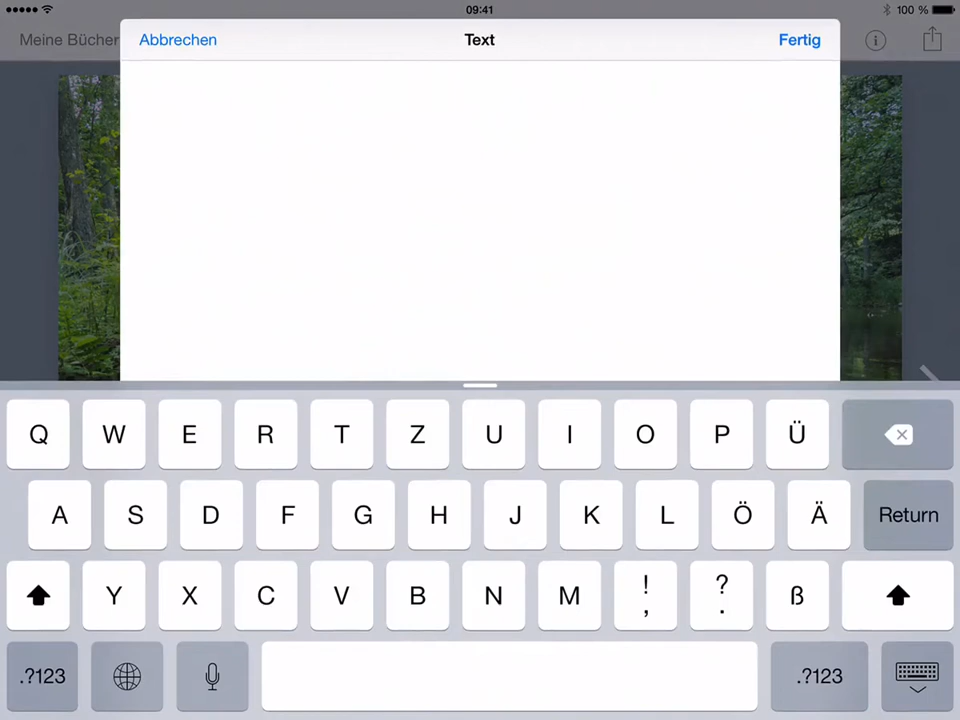 09:41
100 %
Meine Bücher
Abbrechen
Text
Fertig
Q W E R T Z U I O P Ü
A S D F G H J K L Ö Ä Return
Y X C V B N M ! , ? . ß
.?123 .?123